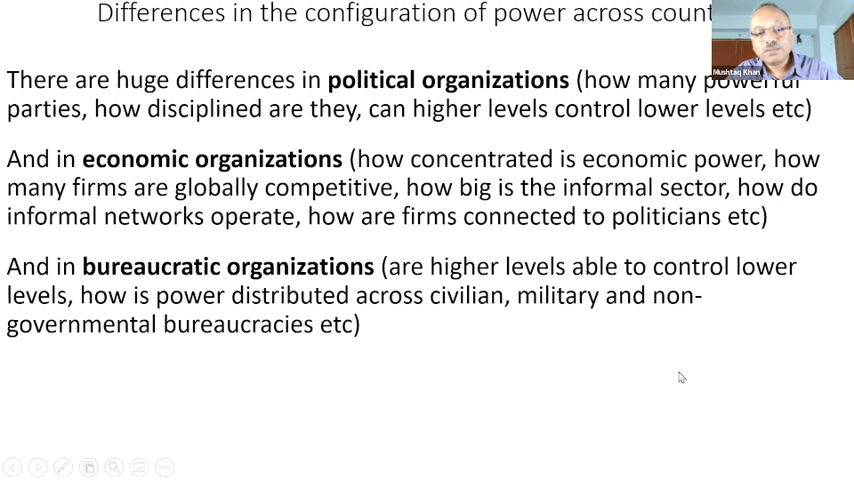 Differences in the configuration of power across
Mushtaq Khan
There are huge differences in political organizations (how many powerful
parties, how disciplined are they, can higher levels control lower levels etc)
And in economic organizations (how concentrated is economic power, how
many firms are globally competitive, how big is the informal sector, how do
informal networks operate, how are firms connected to politicians etc)
And in bureaucratic organizations (are higher levels able to control lower
levels, how is power distributed across civilian, military and non-
governmental bureaucracies etc)